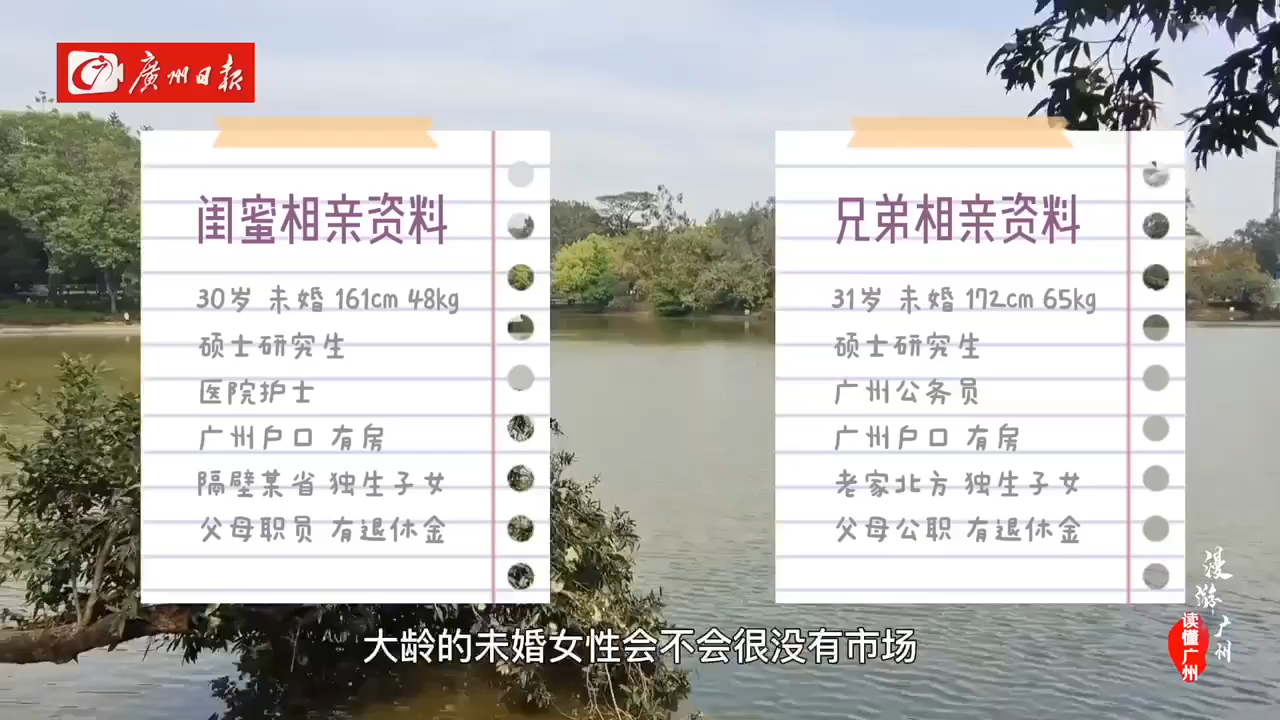 廣州日报
闺蜜相亲资料
30岁 未婚 161cm 48kg
硕士研究生
医院护士
广州户口 有房
隔壁某省 独生子女
父母职员 有退休金
兄弟相亲资料
31岁 未婚 172cm 65kg
硕士研究生
广州公务员
广州户口 有房
老家北方 独生子女
父母公职 有退休金
漫游广州
读懂广州
大龄的未婚女性会不会很没有市场